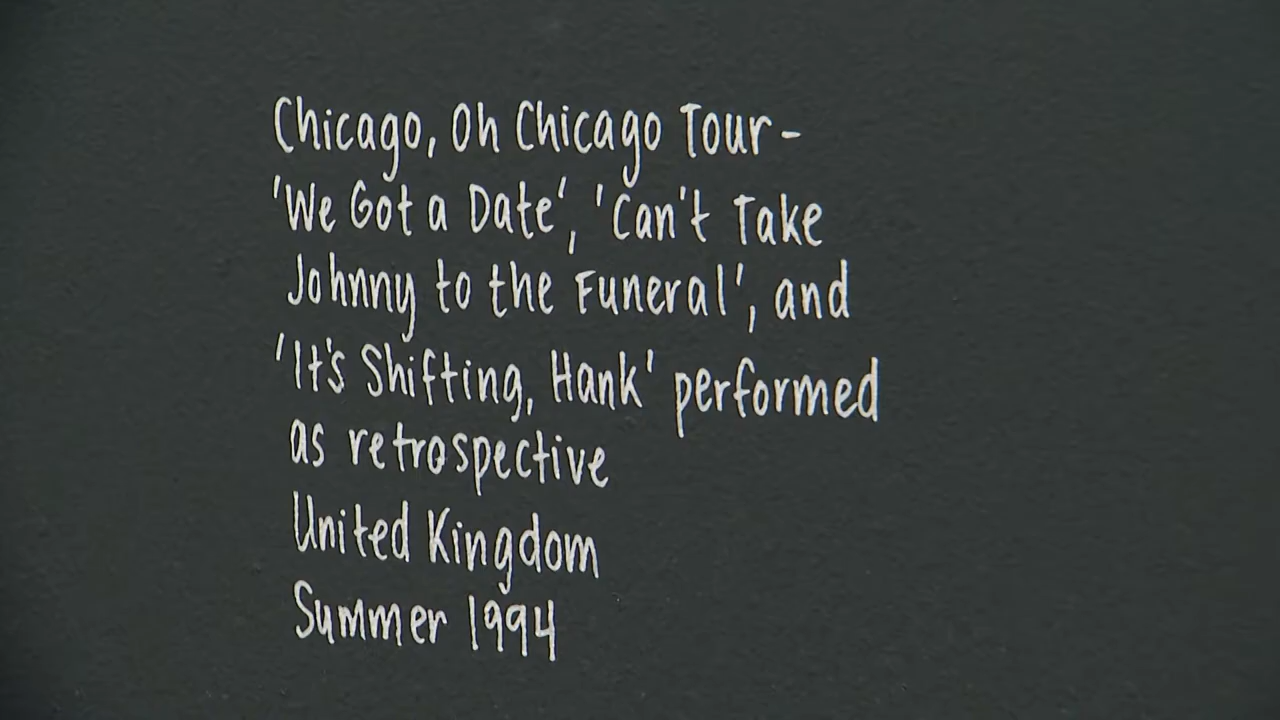 Chicago, Oh Chicago Tour -
'We Got a Date', 'Can't Take
Johnny to the Funeral', and
'It's Shifting, Hank' performed
as retrospective
United Kingdom
Summer 1994